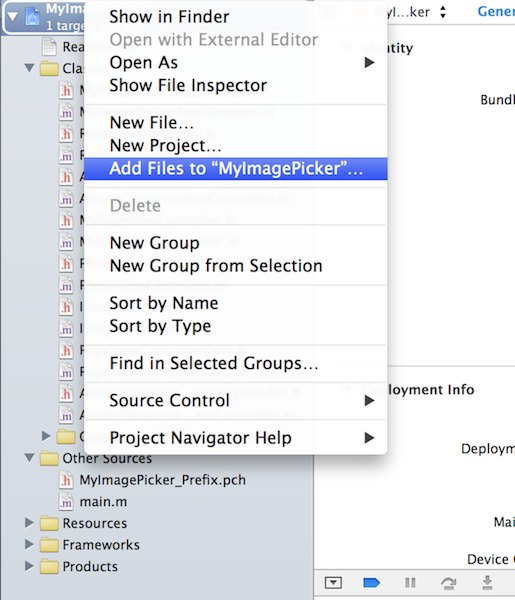 MyIma
1 targe
Show in Finder
Open with External Editor
Open As
Show File Inspector
New File…
New Project…
Add Files to “MyImagePicker”…
Delete
New Group
New Group from Selection
Sort by Name
Sort by Type
Find in Selected Groups…
Source Control
Project Navigator Help
Rea
Cla
Other Sources
MyImagePicker_Prefix.pch
main.m
Resources
Frameworks
Products
MyI…ker
Gener
Identity
Bundl
Deployment Info
Deploym
Mai
Device O